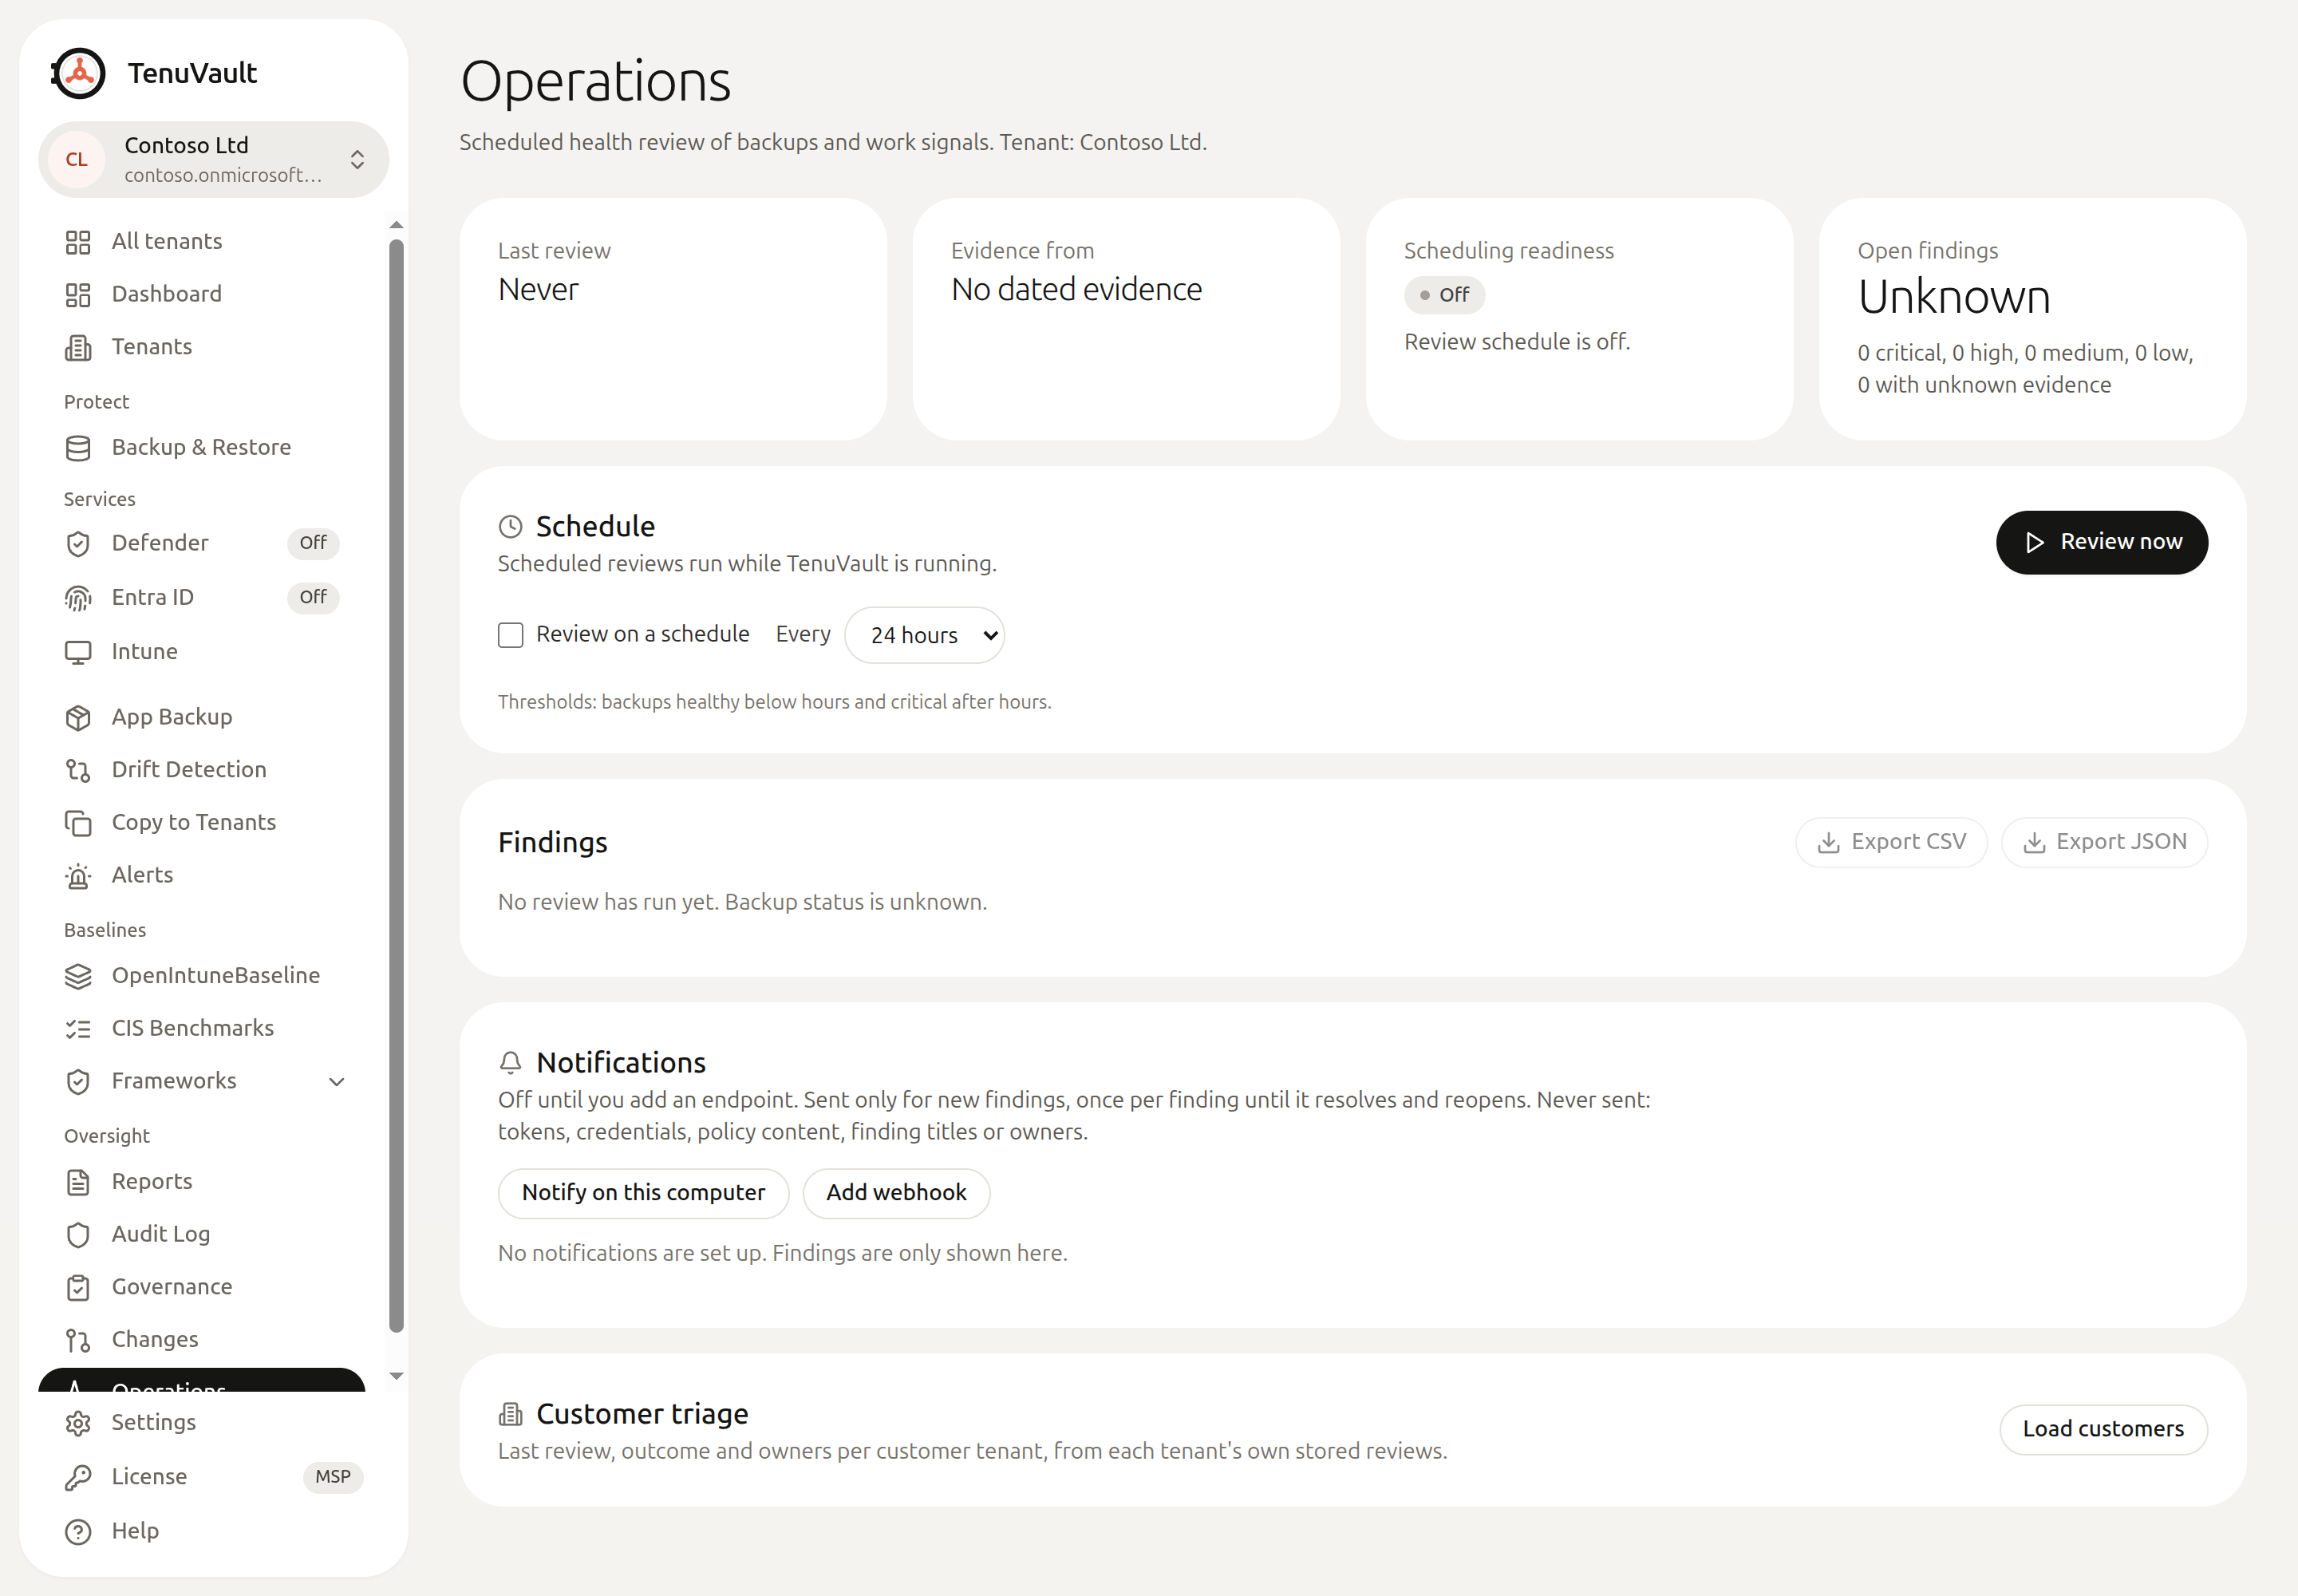 TenuVault
CL
Contoso Ltd
contoso.onmicrosoft...
All tenants
Dashboard
Tenants
Protect
Backup & Restore
Services
Defender
Off
Entra ID
Off
Intune
App Backup
Drift Detection
Copy to Tenants
Alerts
Baselines
OpenIntuneBaseline
CIS Benchmarks
Frameworks
Oversight
Reports
Audit Log
Governance
Changes
Operations
Settings
License
MSP
Help
Operations
Scheduled health review of backups and work signals. Tenant: Contoso Ltd.
Last review
Never
Evidence from
No dated evidence
Scheduling readiness
Off
Review schedule is off.
Open findings
Unknown
0 critical, 0 high, 0 medium, 0 low,
0 with unknown evidence
Schedule
Scheduled reviews run while TenuVault is running.
Review now
Review on a schedule
Every
24 hours
Thresholds: backups healthy below hours and critical after hours.
Findings
Export CSV
Export JSON
No review has run yet. Backup status is unknown.
Notifications
Off until you add an endpoint. Sent only for new findings, once per finding until it resolves and reopens. Never sent:
tokens, credentials, policy content, finding titles or owners.
Notify on this computer
Add webhook
No notifications are set up. Findings are only shown here.
Customer triage
Last review, outcome and owners per customer tenant, from each tenant's own stored reviews.
Load customers